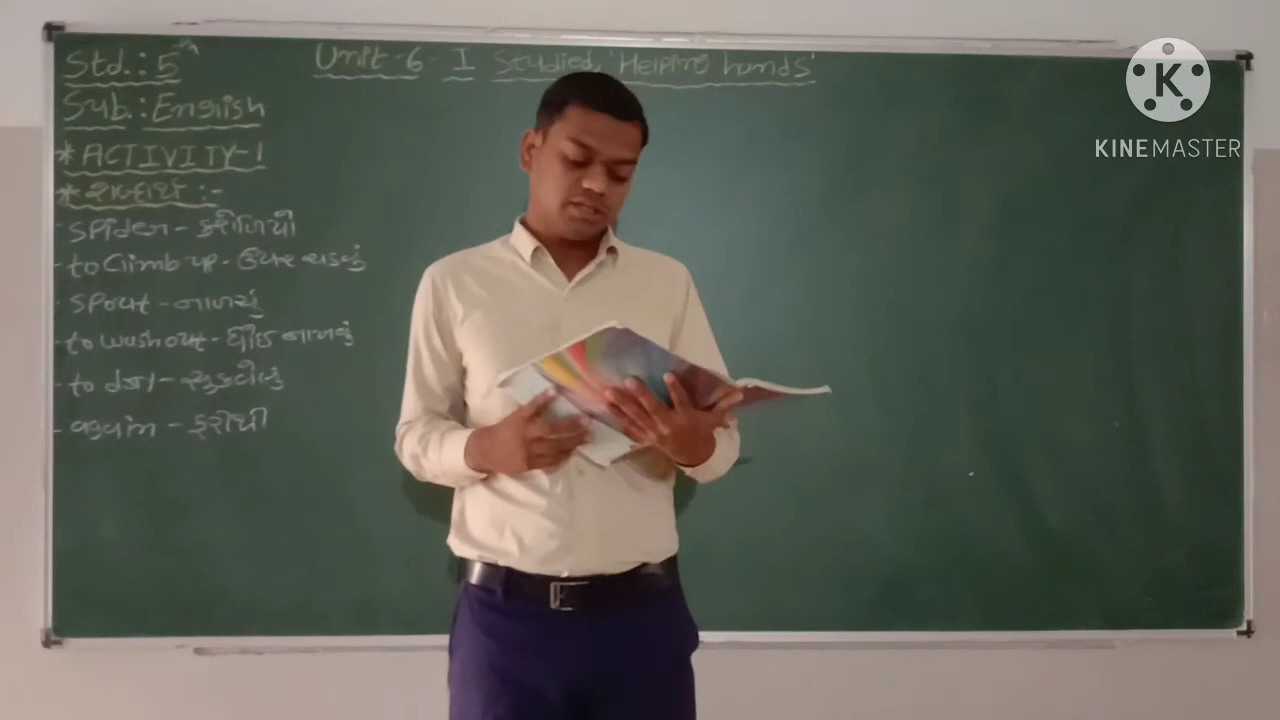 Std.: 5th
Unit-6-I Studied, 'Helping hands'
Sub.: English
*ACTIVITY-1
*શબ્દાર્થ :-
- spider - કરોળિયો
- to climb up - ઉપર ચડવું
- spout - નાળચું
- to wash out - ધોઈ નાખવું
- to dry - સુકવી દેવું
- again - ફરીથી
K
KINEMASTER